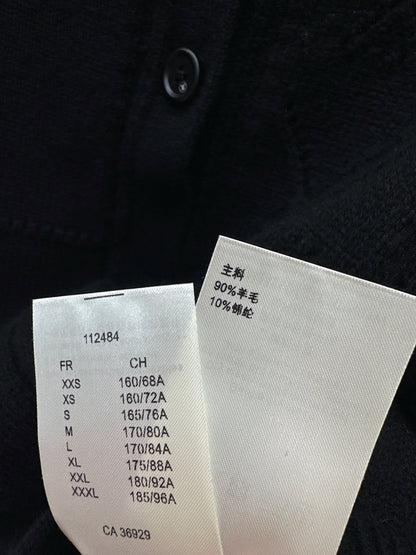 112484
FR CH
XXS 160/68A
XS 160/72A
S 165/76A
M 170/80A
L 170/84A
XL 175/88A
XXL 180/92A
XXXL 185/96A
CA 36929
主料
90%羊毛
10%锦纶